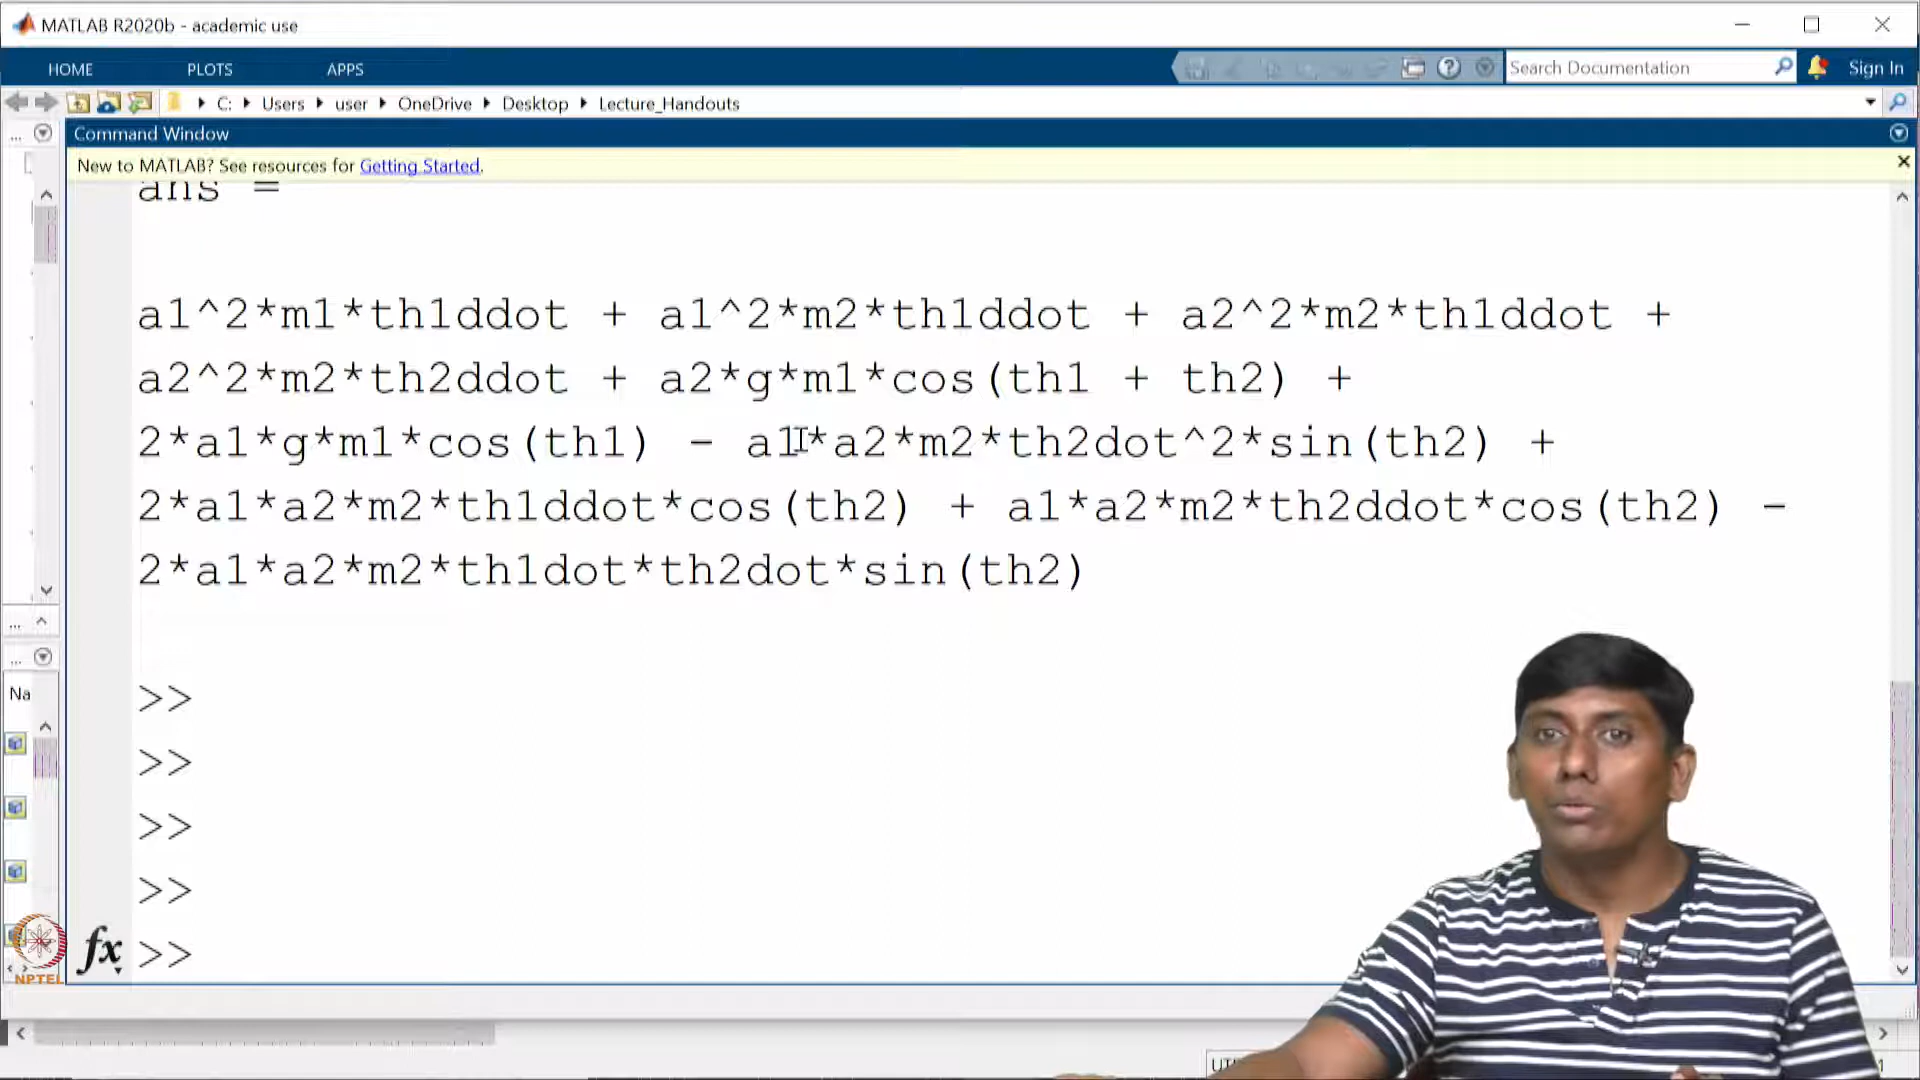 MATLAB R2020b - academic use
HOME PLOTS APPS Search Documentation Sign In
C: Users user OneDrive Desktop Lecture_Handouts
Command Window
New to MATLAB? See resources for Getting Started.
ans =
a1^2*m1*th1ddot + a1^2*m2*th1ddot + a2^2*m2*th1ddot +
a2^2*m2*th2ddot + a2*g*m1*cos(th1 + th2) +
2*a1*g*m1*cos(th1) - a1*a2*m2*th2dot^2*sin(th2) +
2*a1*a2*m2*th1ddot*cos(th2) + a1*a2*m2*th2ddot*cos(th2) -
2*a1*a2*m2*th1dot*th2dot*sin(th2)
Na
>>
>>
>>
>>
fx >>
NPTEL